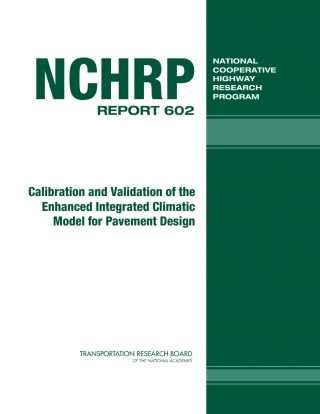 NCHRP
REPORT 602
NATIONAL
COOPERATIVE
HIGHWAY
RESEARCH
PROGRAM
Calibration and Validation of the
Enhanced Integrated Climatic
Model for Pavement Design
TRANSPORTATION RESEARCH BOARD
OF THE NATIONAL ACADEMIES